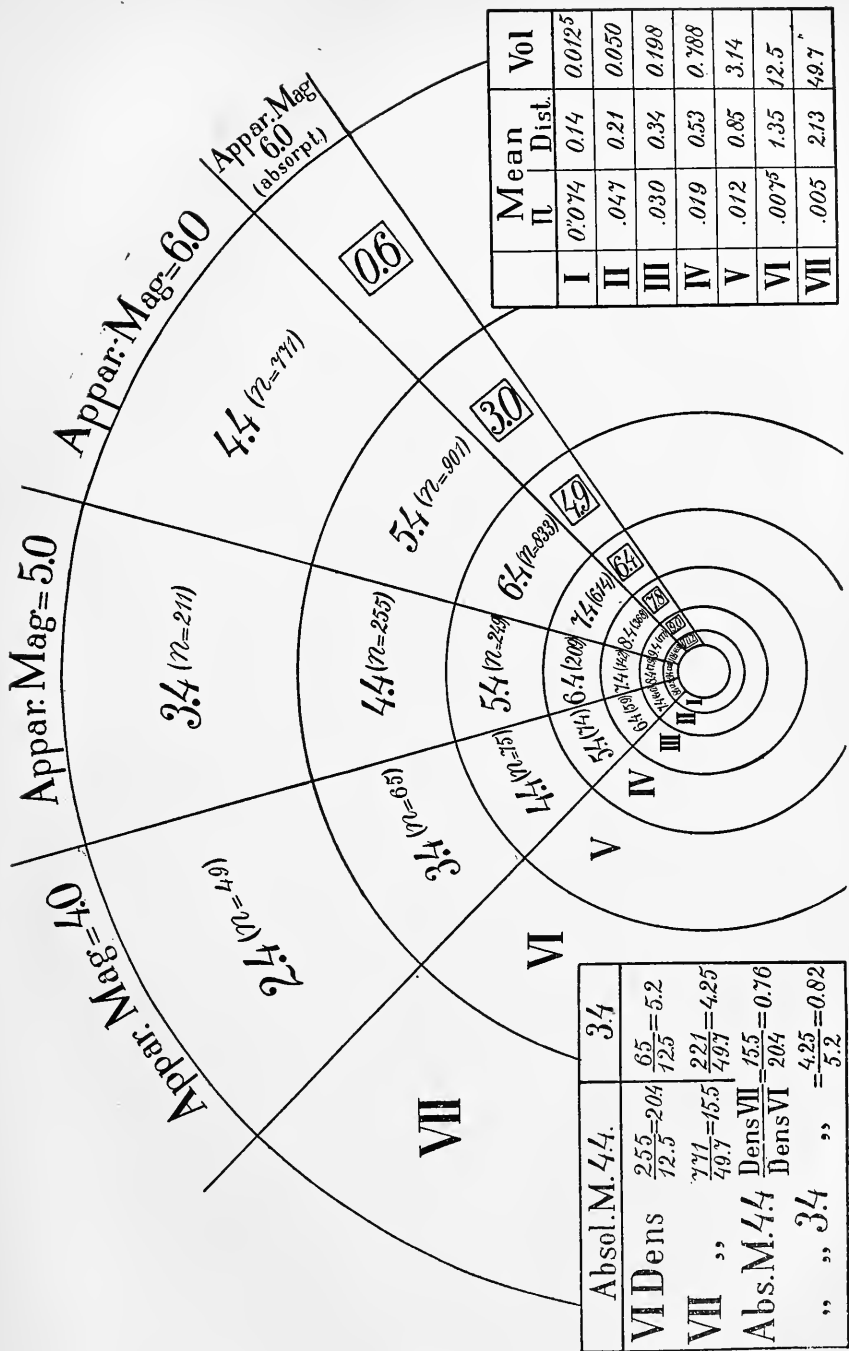 Appar. Mag=4.0
Appar. Mag=5.0
Appar. Mag=6.0
Appar. Mag
6.0
(absorpt.)
2.4 (n=49)
3.4 (n=211)
4.4 (n=771)
0.6
3.4 (n=65)
4.4 (n=255)
5.4 (n=901)
3.0
4.4 (n=75)
5.4 (n=249)
6.4 (n=833)
4.9
5.4 (74)
6.4 (209)
7.4 (614)
6.4
6.4 (59)
7.4 (142)
8.4 (368)
7.8
9.0
VII
VI
V
IV
III
II
I
Absol. M. 4.4. 3.4
VI Dens 255/12.5=20.4 65/12.5=5.2
VII „ 771/49.7=15.5 221/49.7=4.25
Abs. M. 4.4 Dens VII/Dens VI=15.5/20.4=0.76
„ „ 3.4 „ =4.25/5.2=0.82
Mean Vol
Π Dist.
I 0."074 0.14 0.012⁵
II .047 0.21 0.050
III .030 0.34 0.198
IV .019 0.53 0.788
V .012 0.85 3.14
VI .007⁵ 1.35 12.5
VII .005 2.13 49.7